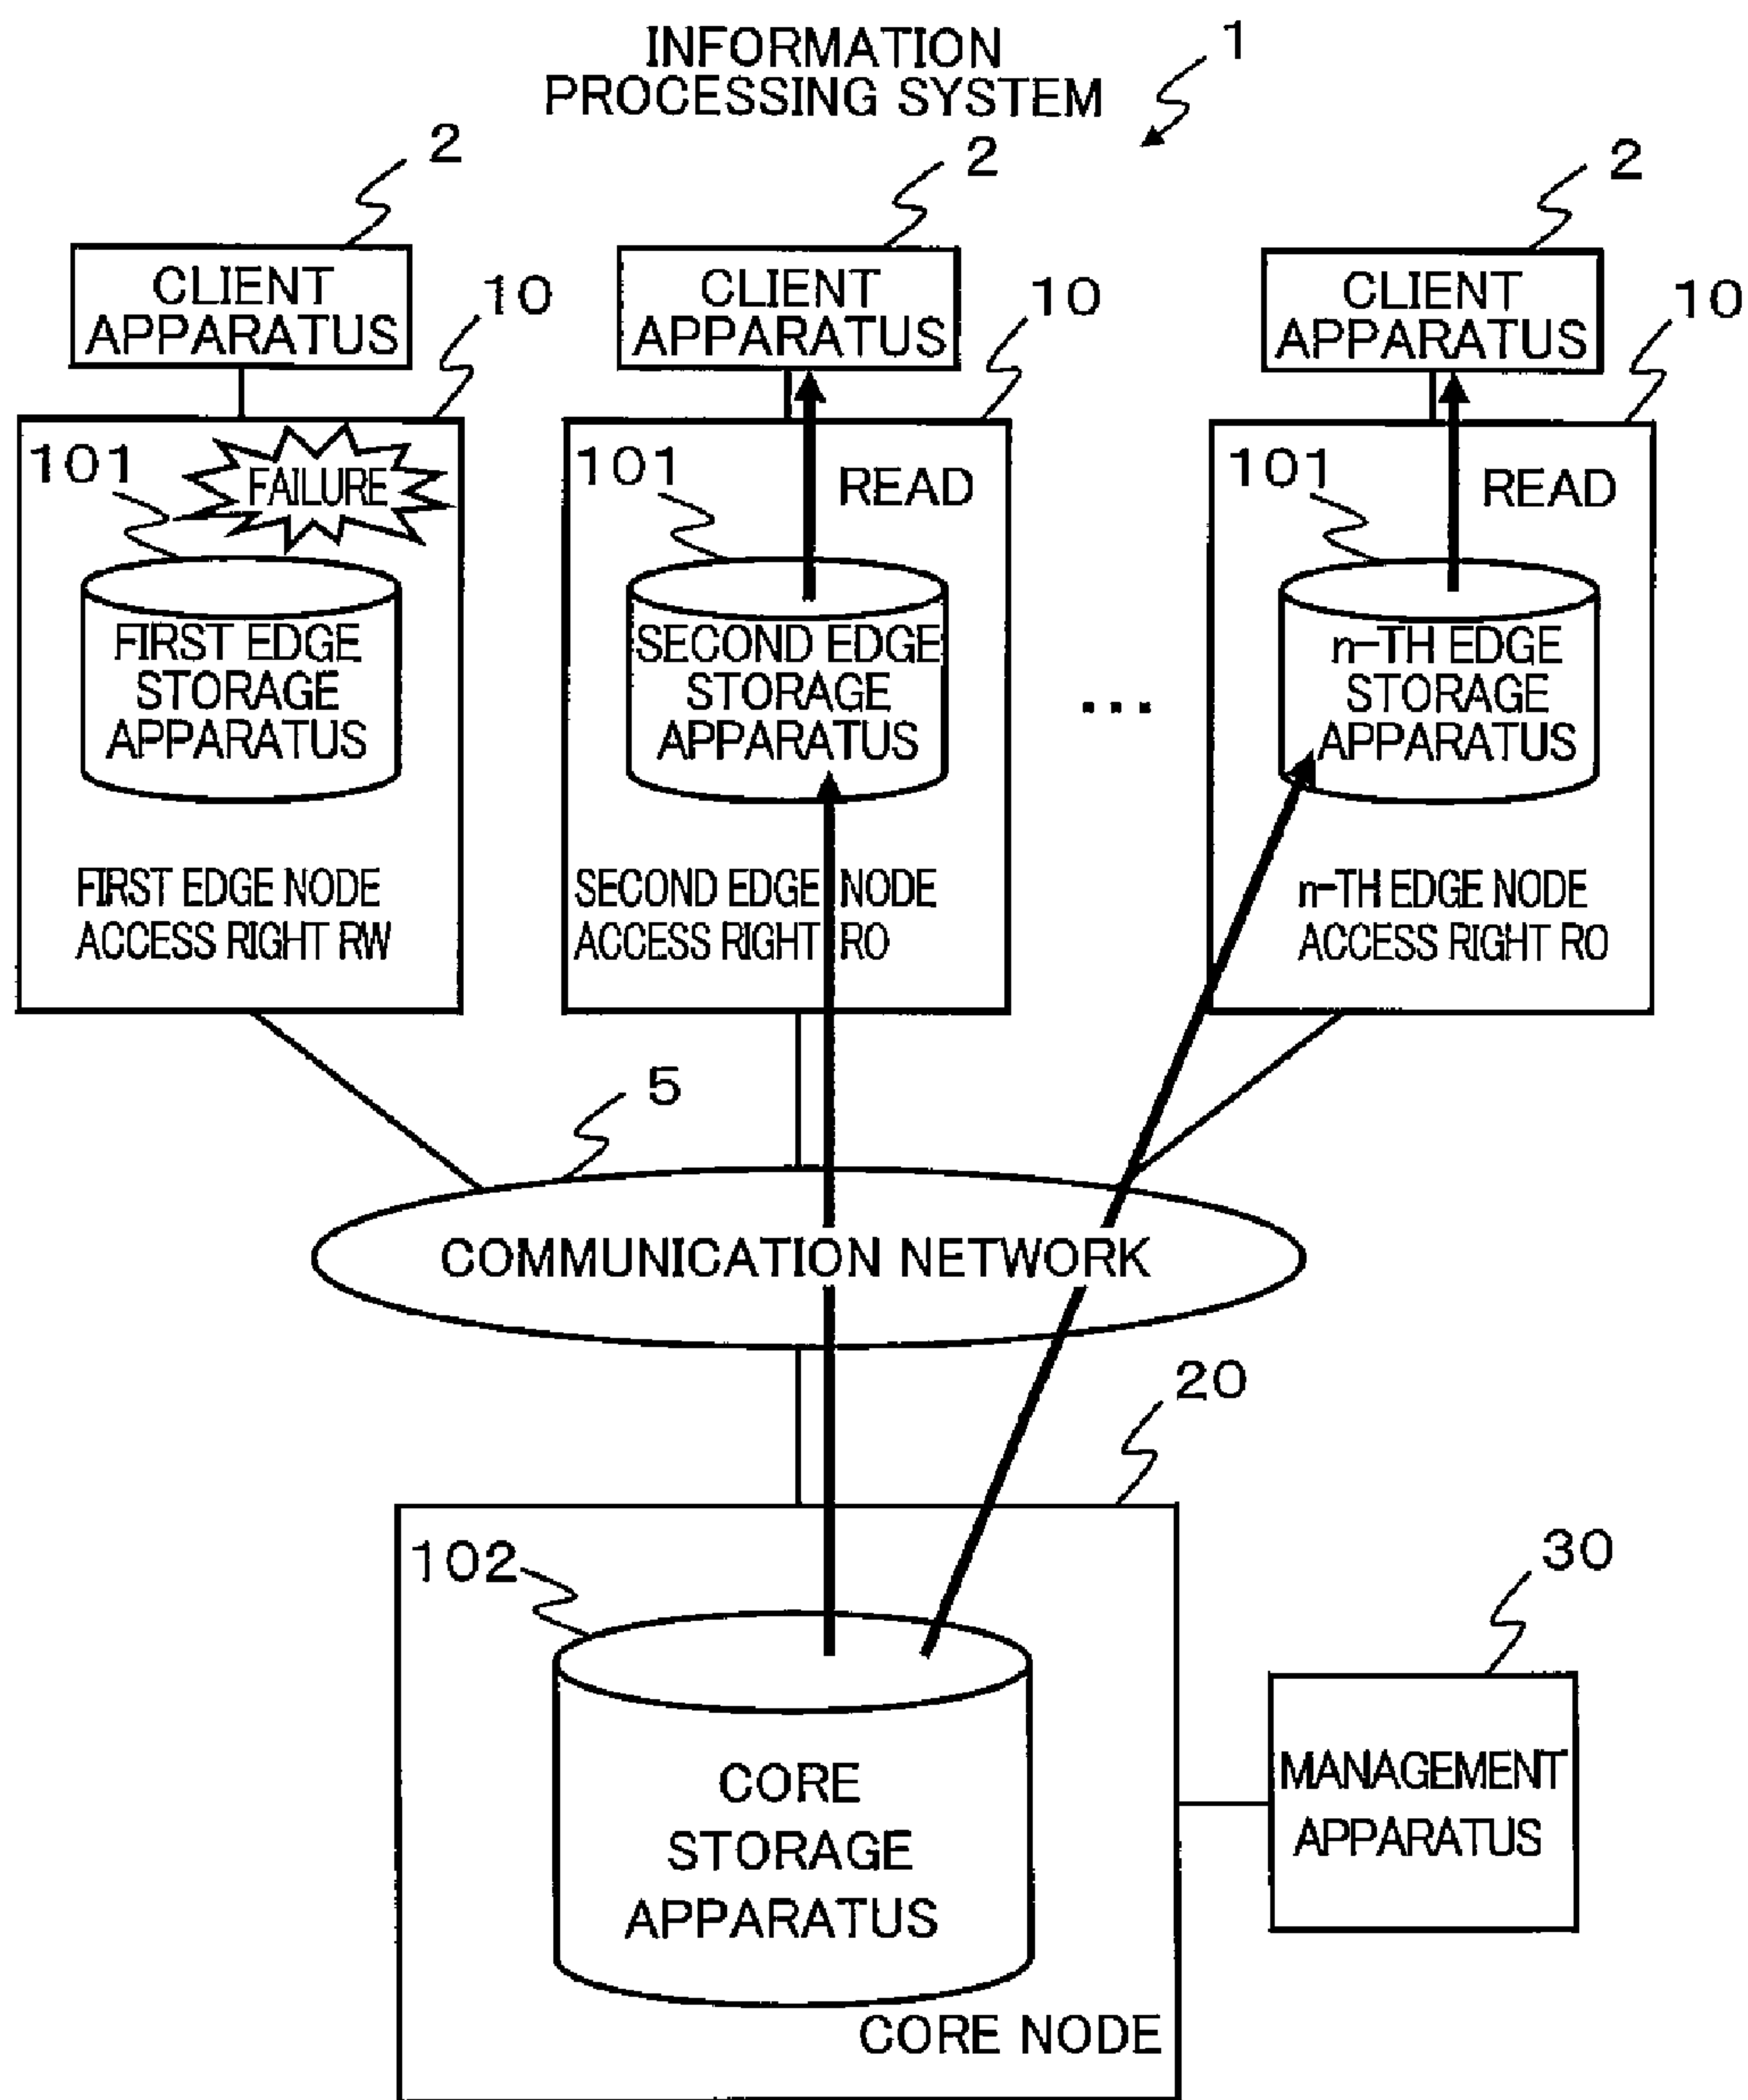 INFORMATION
PROCESSING SYSTEM
1
2
2
2
CLIENT
APPARATUS
10
CLIENT
APPARATUS
10
CLIENT
APPARATUS
10
101
FAILURE
101
READ
101
READ
FIRST EDGE
STORAGE
APPARATUS
SECOND EDGE
STORAGE
APPARATUS
...
n-TH EDGE
STORAGE
APPARATUS
FIRST EDGE NODE
ACCESS RIGHT RW
SECOND EDGE NODE
ACCESS RIGHT RO
n-TH EDGE NODE
ACCESS RIGHT RO
5
COMMUNICATION NETWORK
20
102
30
CORE
STORAGE
APPARATUS
MANAGEMENT
APPARATUS
CORE NODE